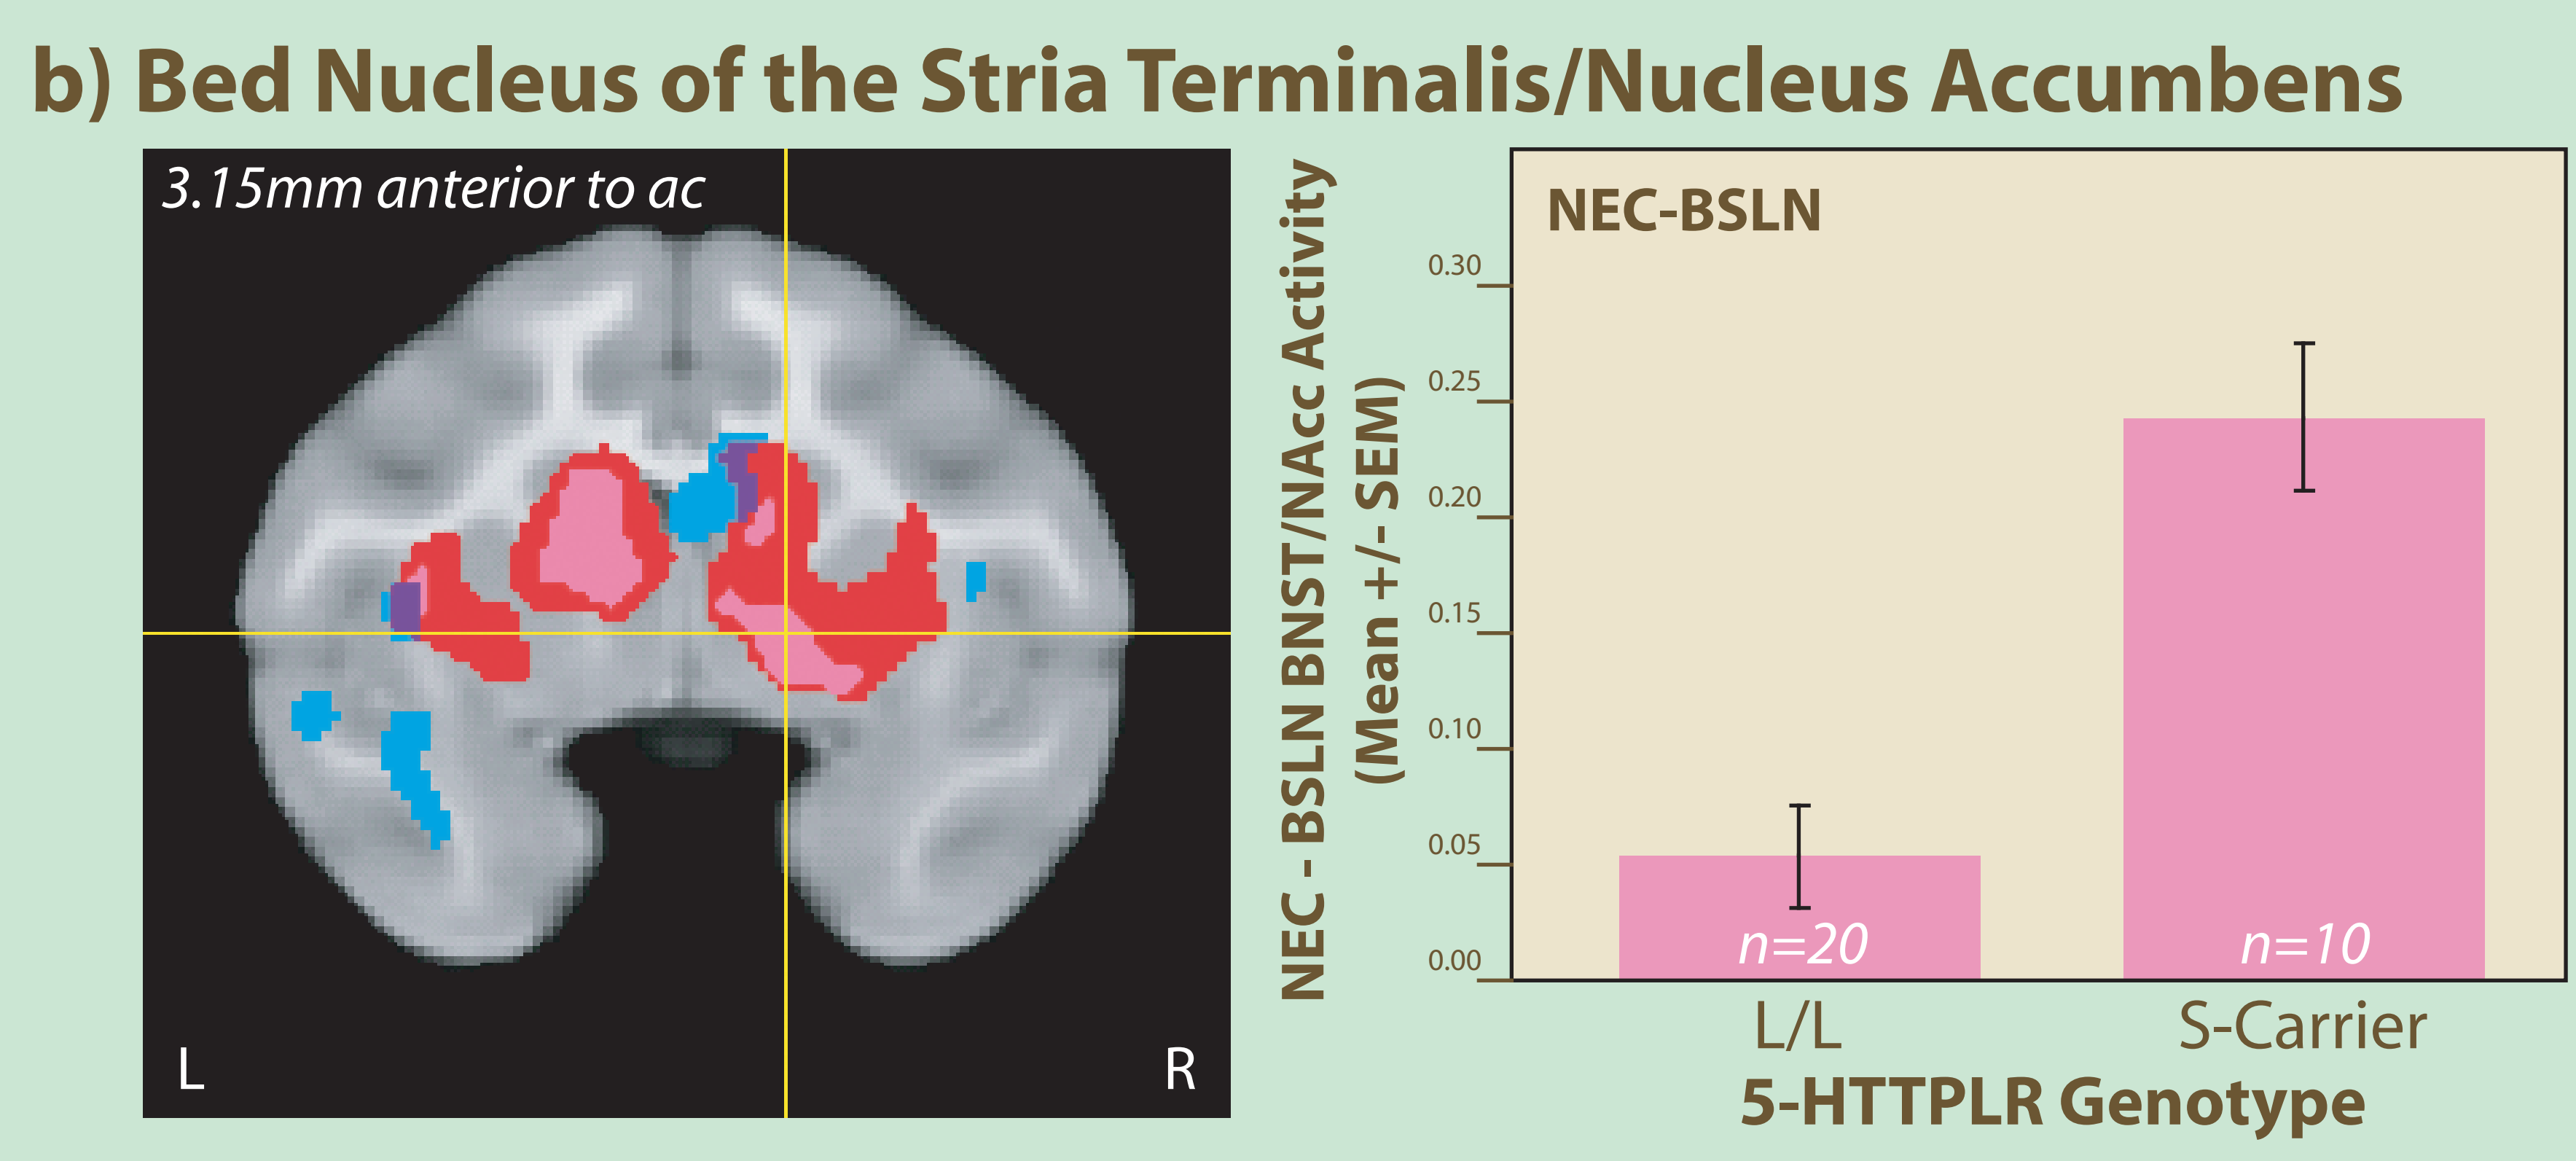 b) Bed Nucleus of the Stria Terminalis/Nucleus Accumbens
3.15mm anterior to ac
L
R
NEC - BSLN BNST/NAcc Activity
(Mean +/- SEM)
NEC-BSLN
0.30
0.25
0.20
0.15
0.10
0.05
0.00
n=20
n=10
L/L
S-Carrier
5-HTTPLR Genotype